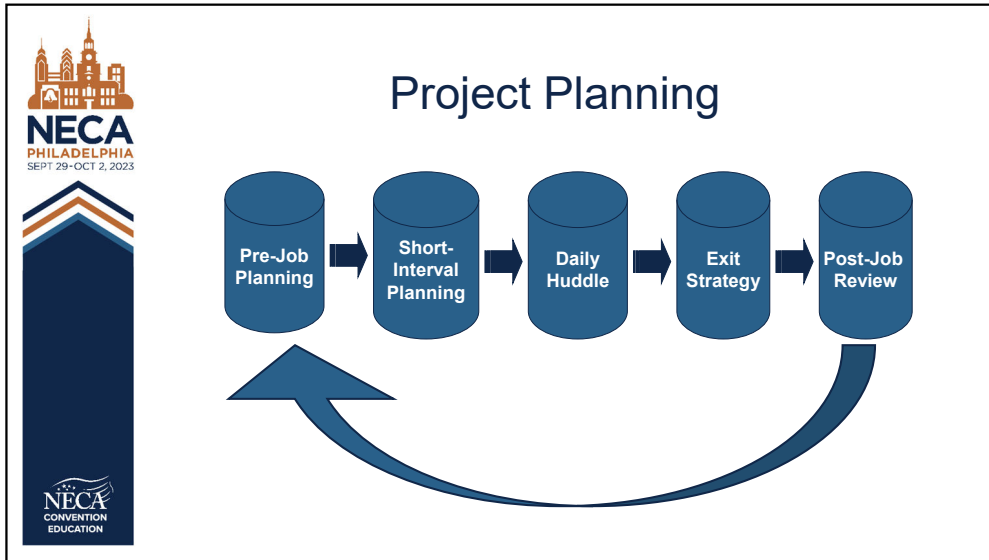 NECA
PHILADELPHIA
SEPT 29-OCT 2, 2023
Project Planning
Pre-Job
Planning
Short-
Interval
Planning
Daily
Huddle
Exit
Strategy
Post-Job
Review
NECA
CONVENTION
EDUCATION